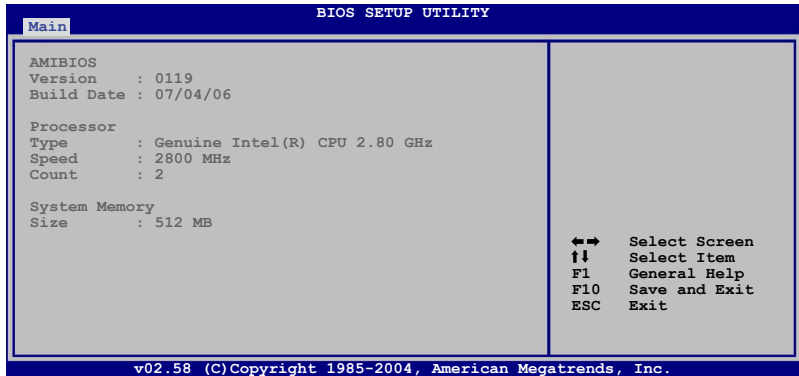 BIOS SETUP UTILITY
Main
AMIBIOS
Version : 0119
Build Date : 07/04/06
Processor
Type : Genuine Intel(R) CPU 2.80 GHz
Speed : 2800 MHz
Count : 2
System Memory
Size : 512 MB
←→ Select Screen
↑↓ Select Item
F1 General Help
F10 Save and Exit
ESC Exit
v02.58 (C)Copyright 1985-2004, American Megatrends, Inc.